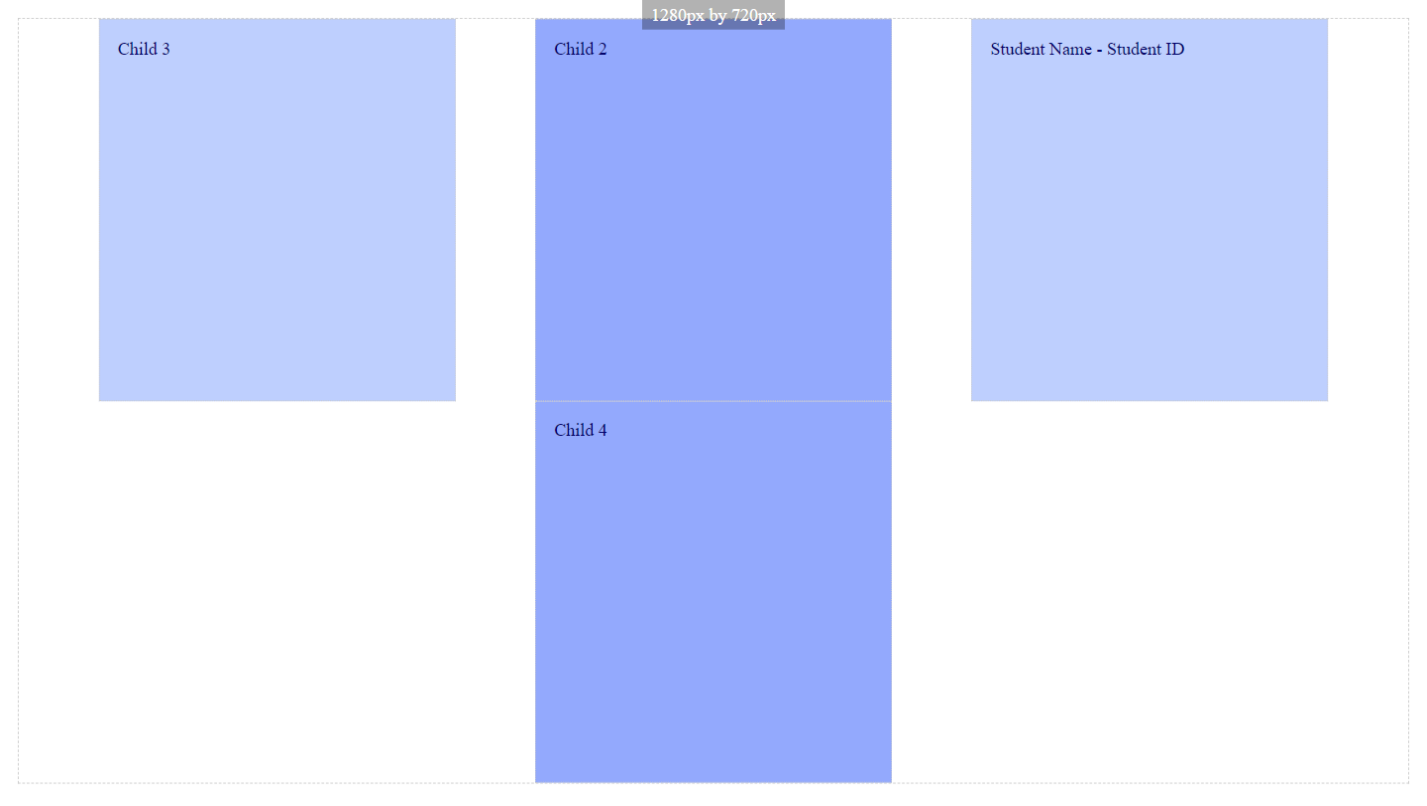 1280px by 720px
Child 3
Child 2
Student Name - Student ID
Child 4